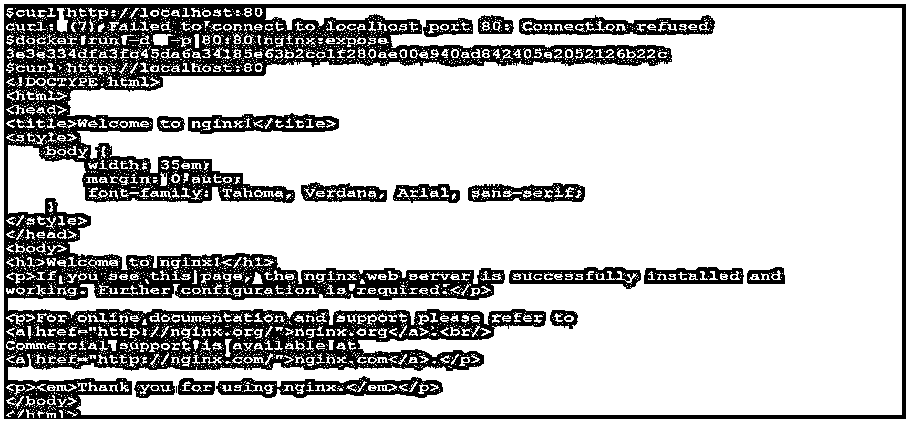 $curl http://localhost:80
curl: (7) Failed to connect to localhost port 80: Connection refused
$docker run -d -p 80:80 nginx.expose
$curl http://localhost:80
<!DOCTYPE html>
<html>
<head>
<title>Welcome to nginx!</title>
<style>
body {
width: 35em;
margin: 0 auto;
font-family: Tahoma, Verdana, Arial, sans-serif;
}
</style>
</head>
<body>
<h1>Welcome to nginx!</h1>
<p>If you see this page, the nginx web server is successfully installed and
working. Further configuration is required.</p>
<p>For online documentation and support please refer to
<a href="http://nginx.org/">nginx.org</a>.<br/>
Commercial support is available at
<a href="http://nginx.com/">nginx.com</a>.</p>
<p><em>Thank you for using nginx.</em></p>
</body>
</html>